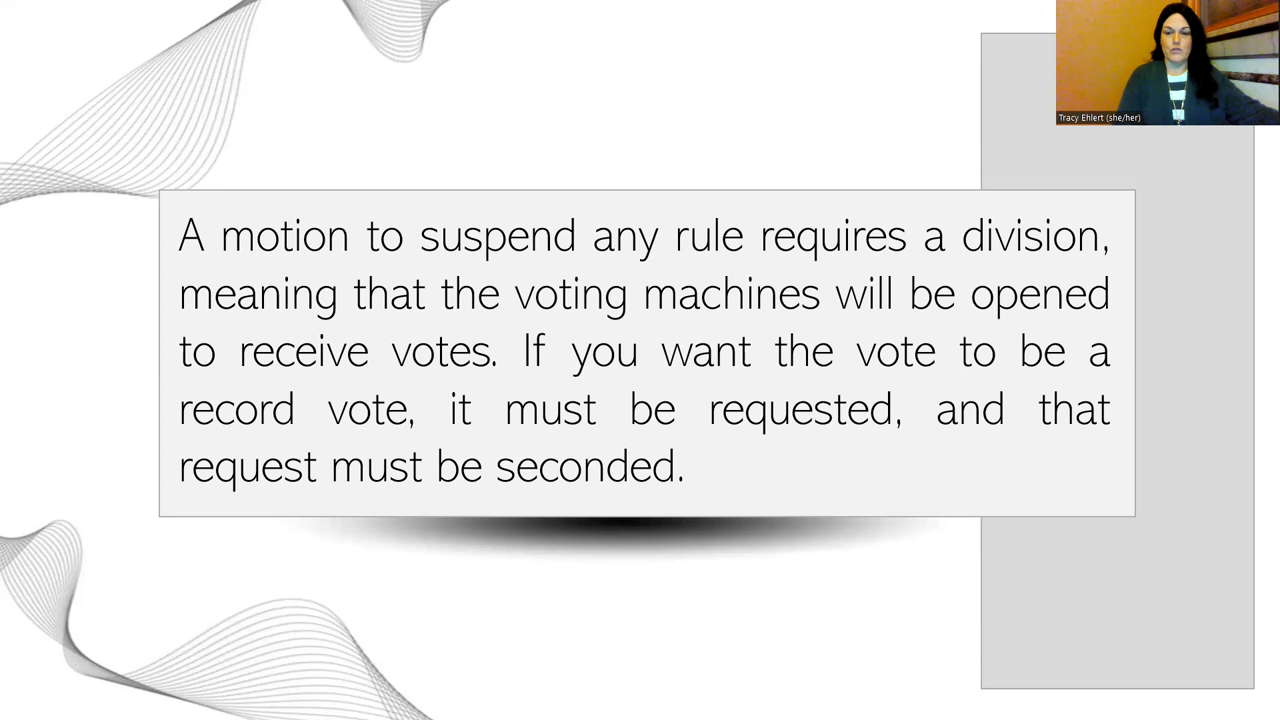 Tracy Ehlert (she/her)
A motion to suspend any rule requires a division,
meaning that the voting machines will be opened
to receive votes. If you want the vote to be a
record vote, it must be requested, and that
request must be seconded.